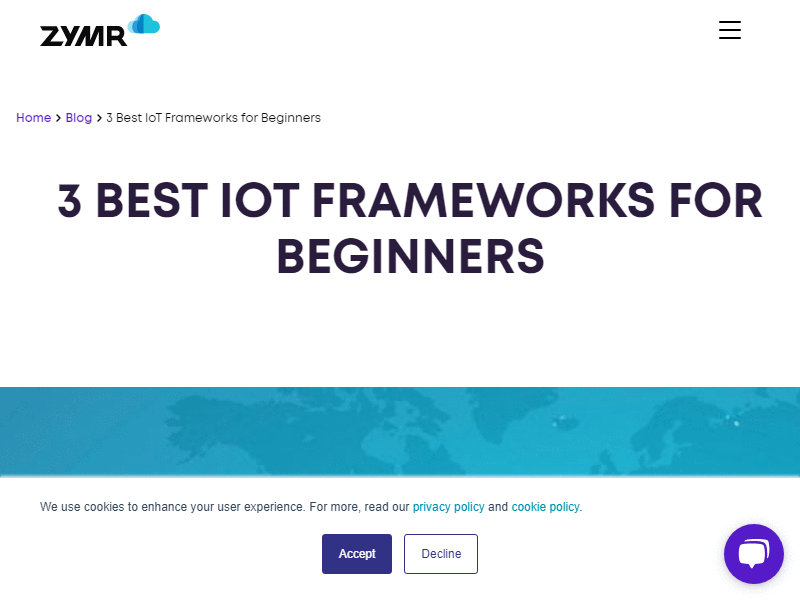 ZYMR
Home > Blog > 3 Best IoT Frameworks for Beginners
3 BEST IOT FRAMEWORKS FOR
BEGINNERS
We use cookies to enhance your user experience. For more, read our privacy policy and cookie policy.
Accept
Decline